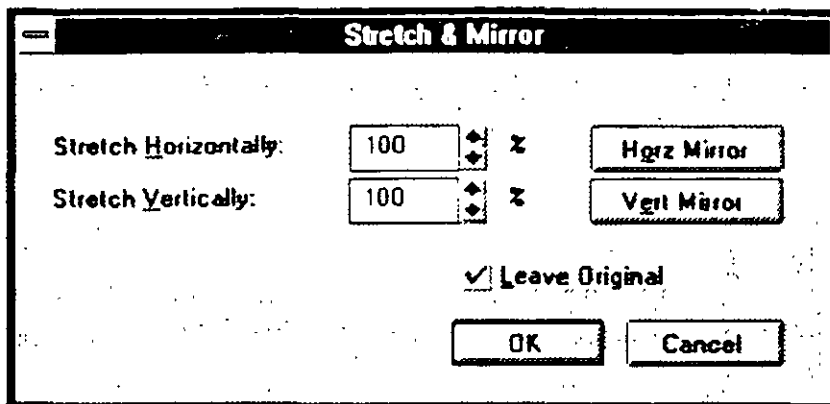 Stretch & Mirror
Stretch Horizontally: 100 % Horz Mirror
Stretch Vertically: 100 % Vert Mirror
✓ Leave Original
OK Cancel